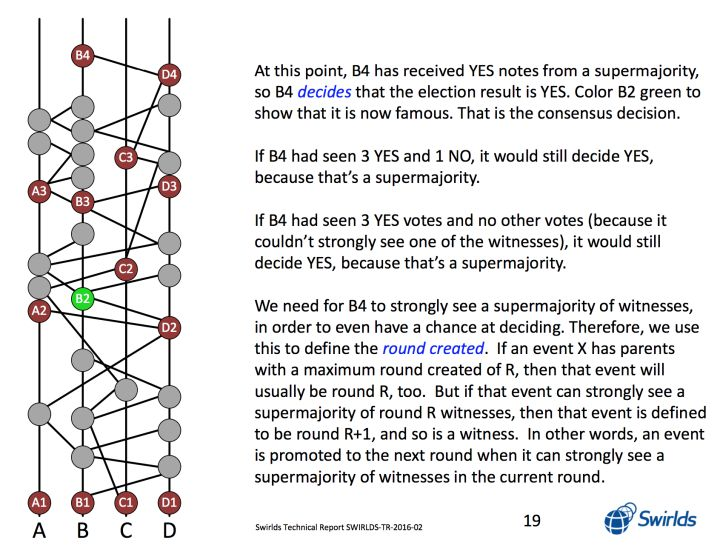 B4
D4
C3
A3
D3
B3
C2
B2
A2
D2
A1
B1
C1
D1
A
B
C
D
At this point, B4 has received YES notes from a supermajority,
so B4 decides that the election result is YES. Color B2 green to
show that it is now famous. That is the consensus decision.
If B4 had seen 3 YES and 1 NO, it would still decide YES,
because that’s a supermajority.
If B4 had seen 3 YES votes and no other votes (because it
couldn’t strongly see one of the witnesses), it would still
decide YES, because that’s a supermajority.
We need for B4 to strongly see a supermajority of witnesses,
in order to even have a chance at deciding. Therefore, we use
this to define the round created. If an event X has parents
with a maximum round created of R, then that event will
usually be round R, too. But if that event can strongly see a
supermajority of round R witnesses, then that event is defined
to be round R+1, and so is a witness. In other words, an event
is promoted to the next round when it can strongly see a
supermajority of witnesses in the current round.
Swirlds Technical Report SWIRLDS-TR-2016-02
19
Swirlds